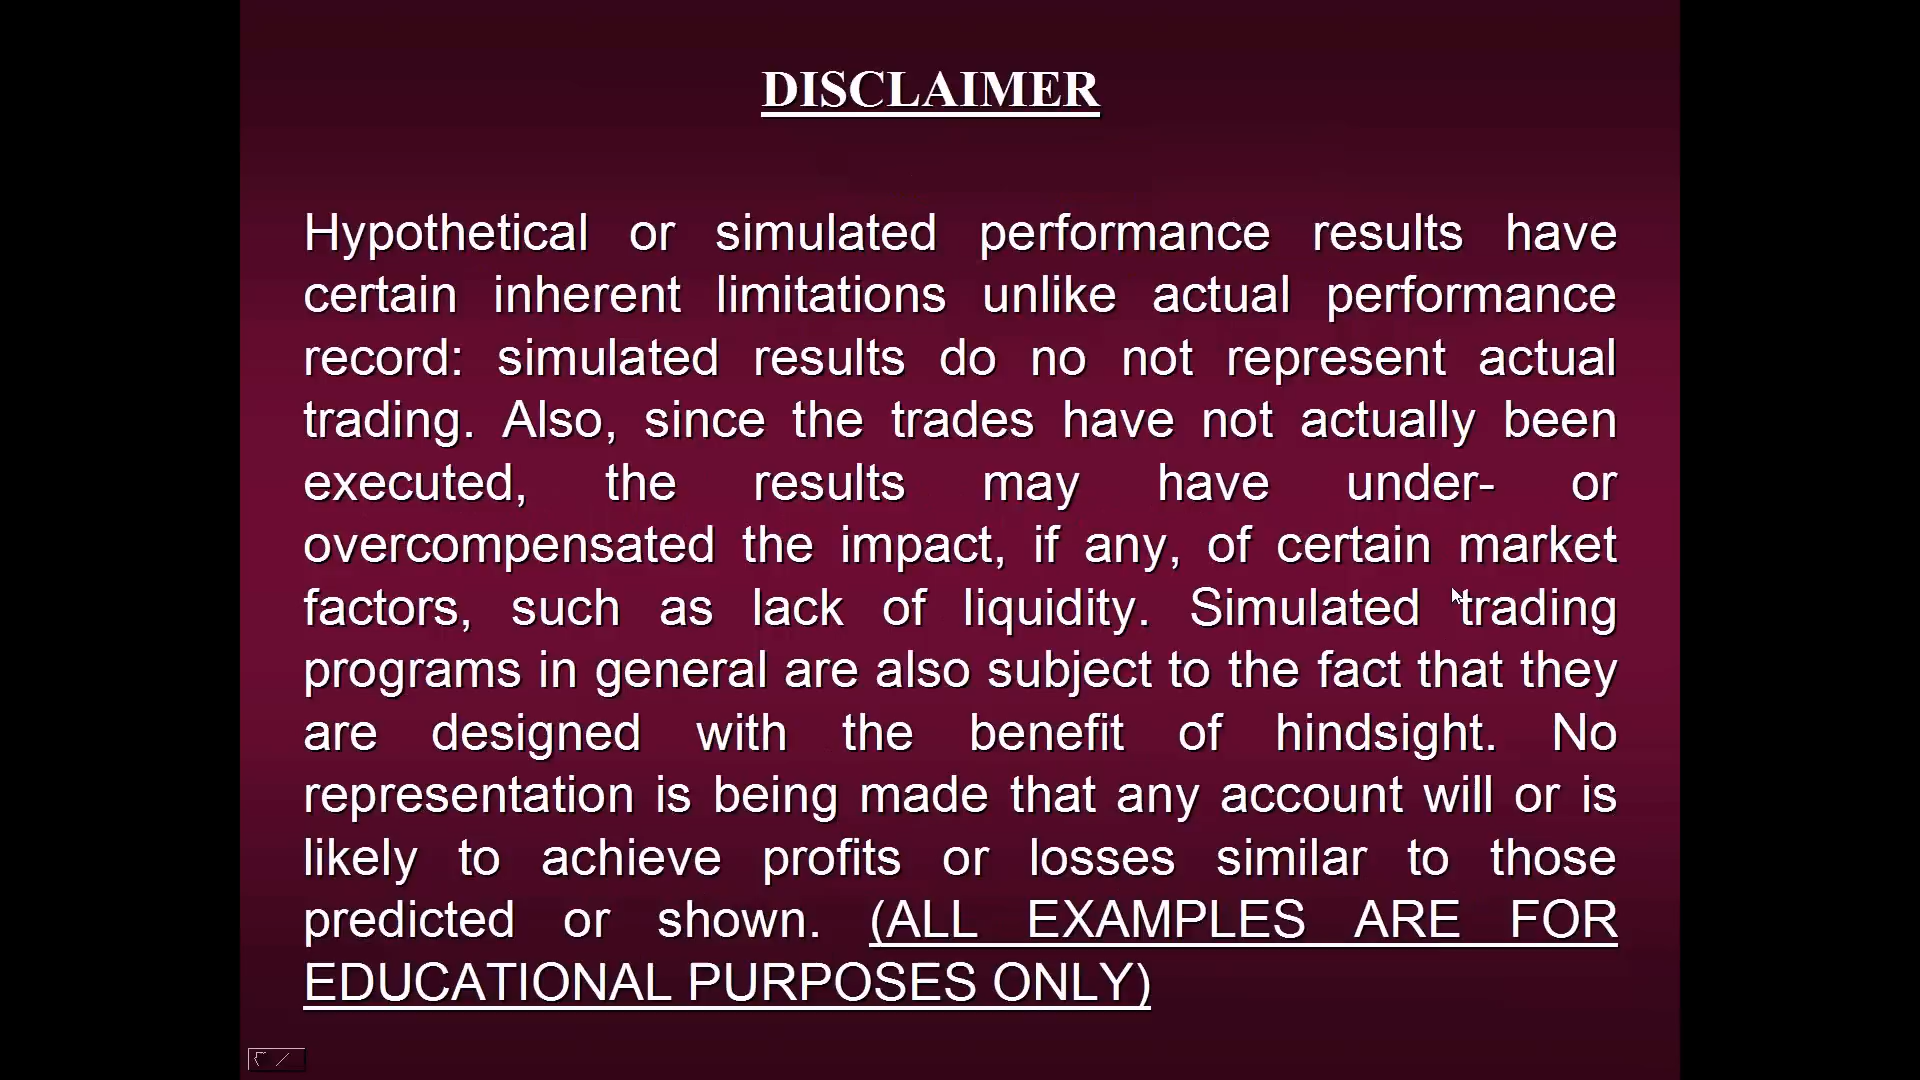 DISCLAIMER
Hypothetical or simulated performance results have
certain inherent limitations unlike actual performance
record: simulated results do no not represent actual
trading. Also, since the trades have not actually been
executed, the results may have under- or
overcompensated the impact, if any, of certain market
factors, such as lack of liquidity. Simulated trading
programs in general are also subject to the fact that they
are designed with the benefit of hindsight. No
representation is being made that any account will or is
likely to achieve profits or losses similar to those
predicted or shown. (ALL EXAMPLES ARE FOR
EDUCATIONAL PURPOSES ONLY)